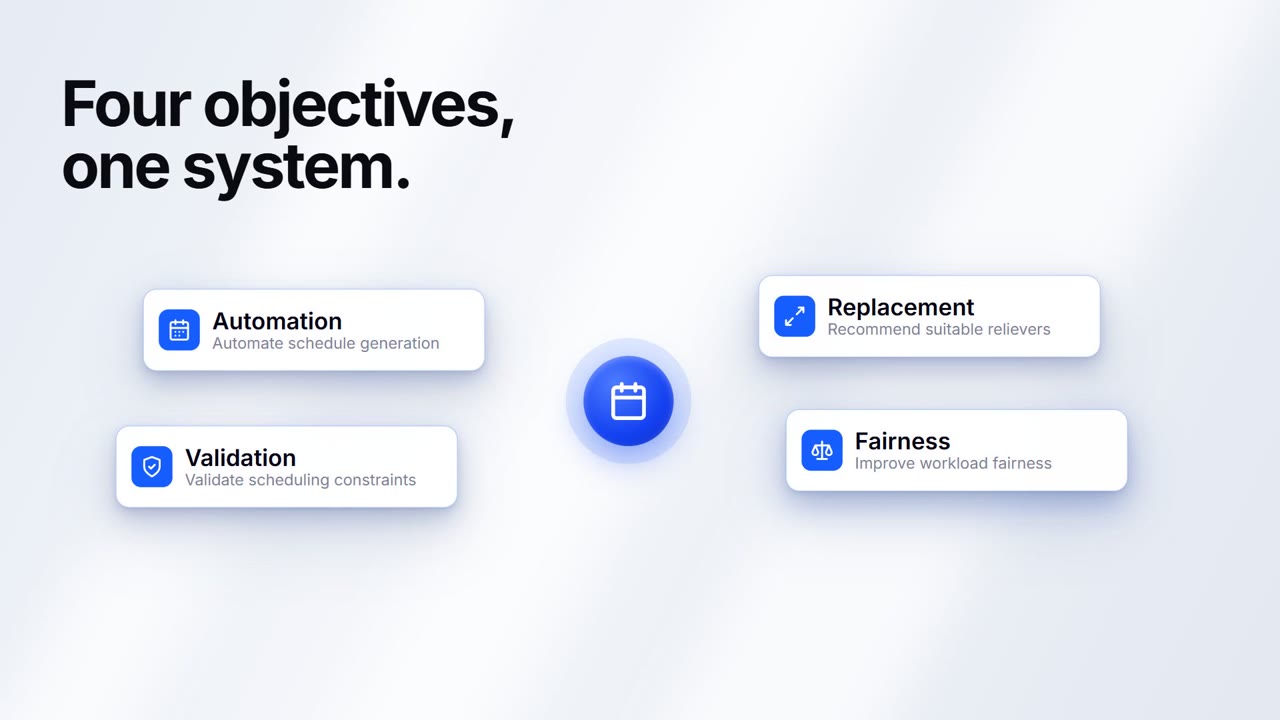 Four objectives,
one system.
Automation
Automate schedule generation
Validation
Validate scheduling constraints
Replacement
Recommend suitable relievers
Fairness
Improve workload fairness